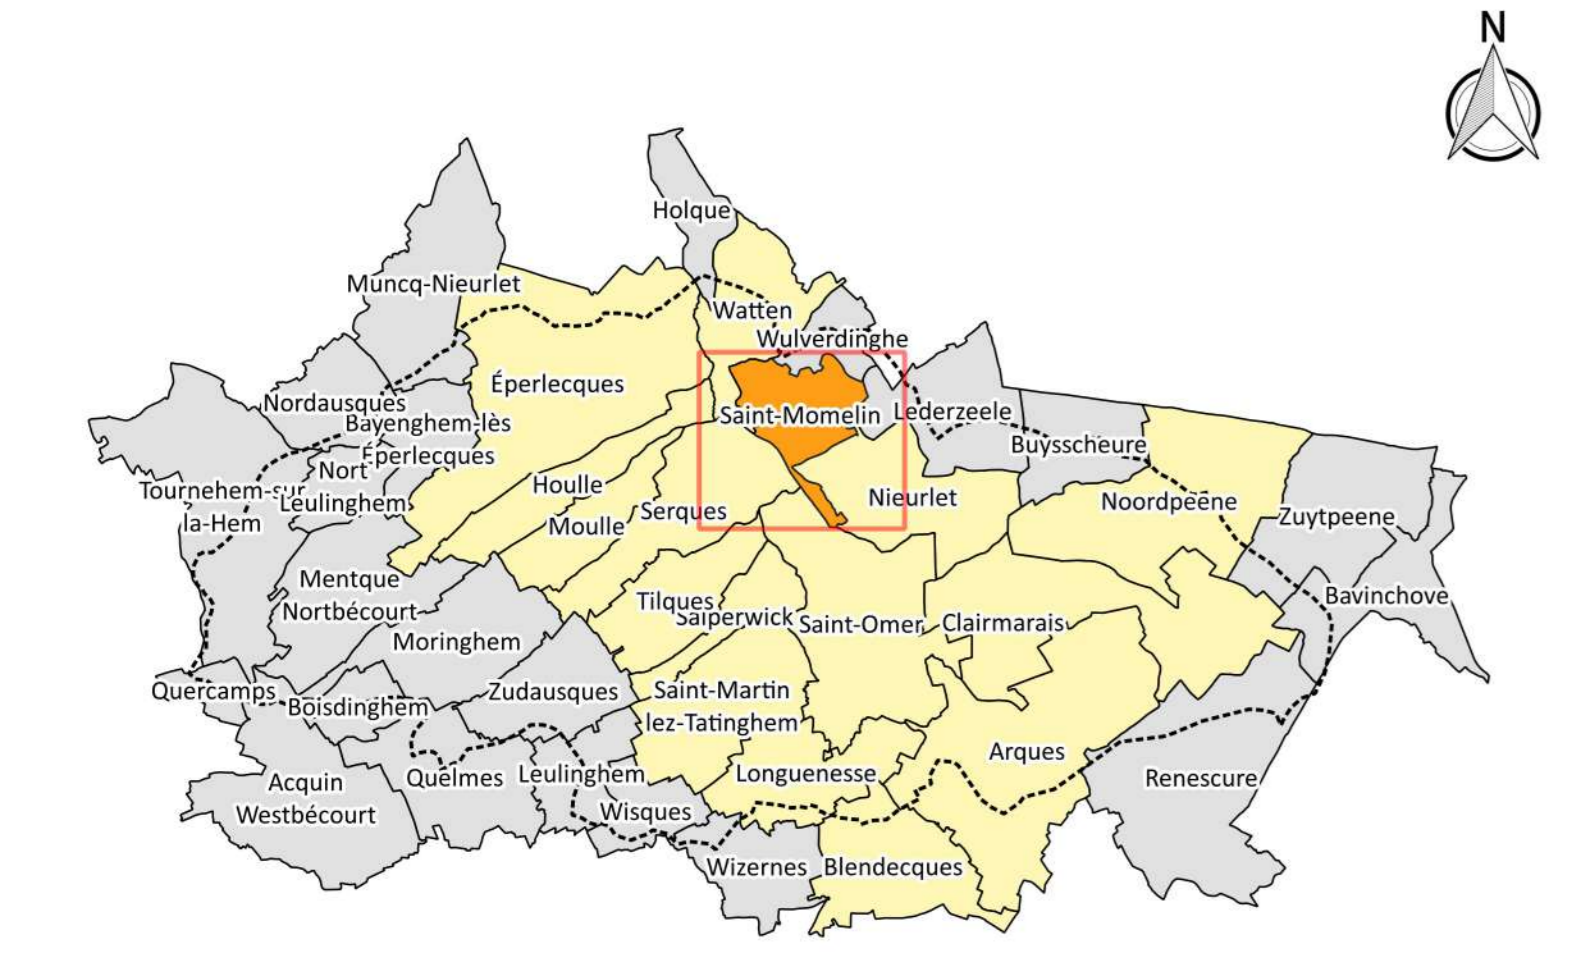 N
Holque
Muncq-Nieurlet
Watten
Wulverdinghe
Éperlecques
Nordausques
Saint-Momelin
Lederzeele
Bayenghem-lès
Éperlecques
Buysscheure
Nort
Leulinghem
Tournehem-sur
la-Hem
Houlle
Nieurlet
Noordpeene
Serques
Moulle
Zuytpeene
Mentque
Nortbécourt
Bavinchove
Tilques
Salperwick
Saint-Omer
Clairmarais
Moringhem
Quercamps
Boisdinghem
Zudausques
Saint-Martin
lez-Tatinghem
Arques
Acquin
Westbécourt
Quelmes
Leulinghem
Longuenesse
Renescure
Wisques
Wizernes
Blendecques